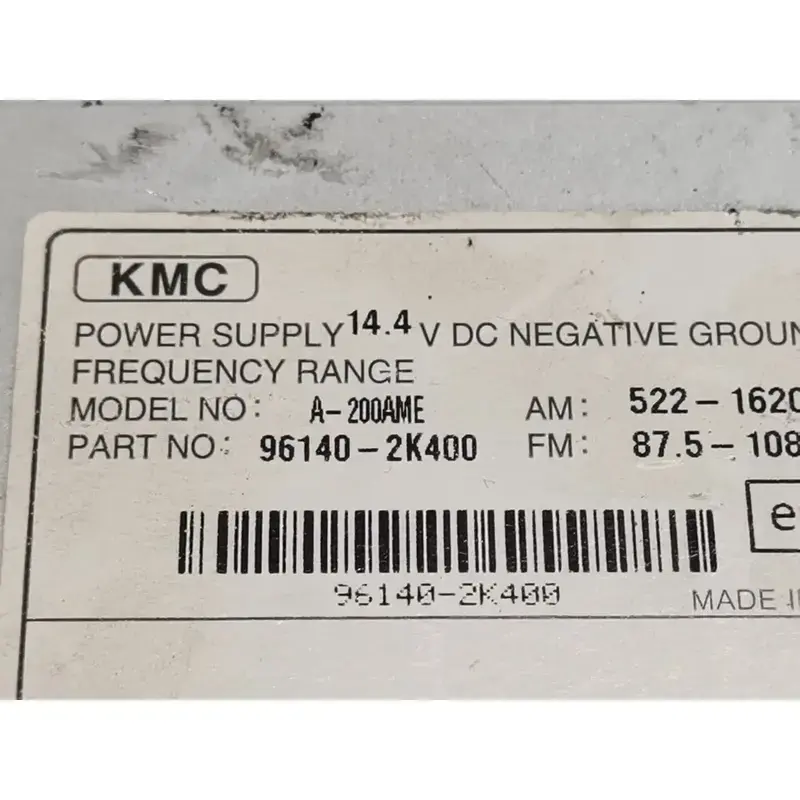 KMC
POWER SUPPLY 14.4 V DC NEGATIVE GROUN
FREQUENCY RANGE
MODEL NO: A-200AME AM: 522-1620
PART NO: 96140-2K400 FM: 87.5-108
e
96140-2K400
MADE I